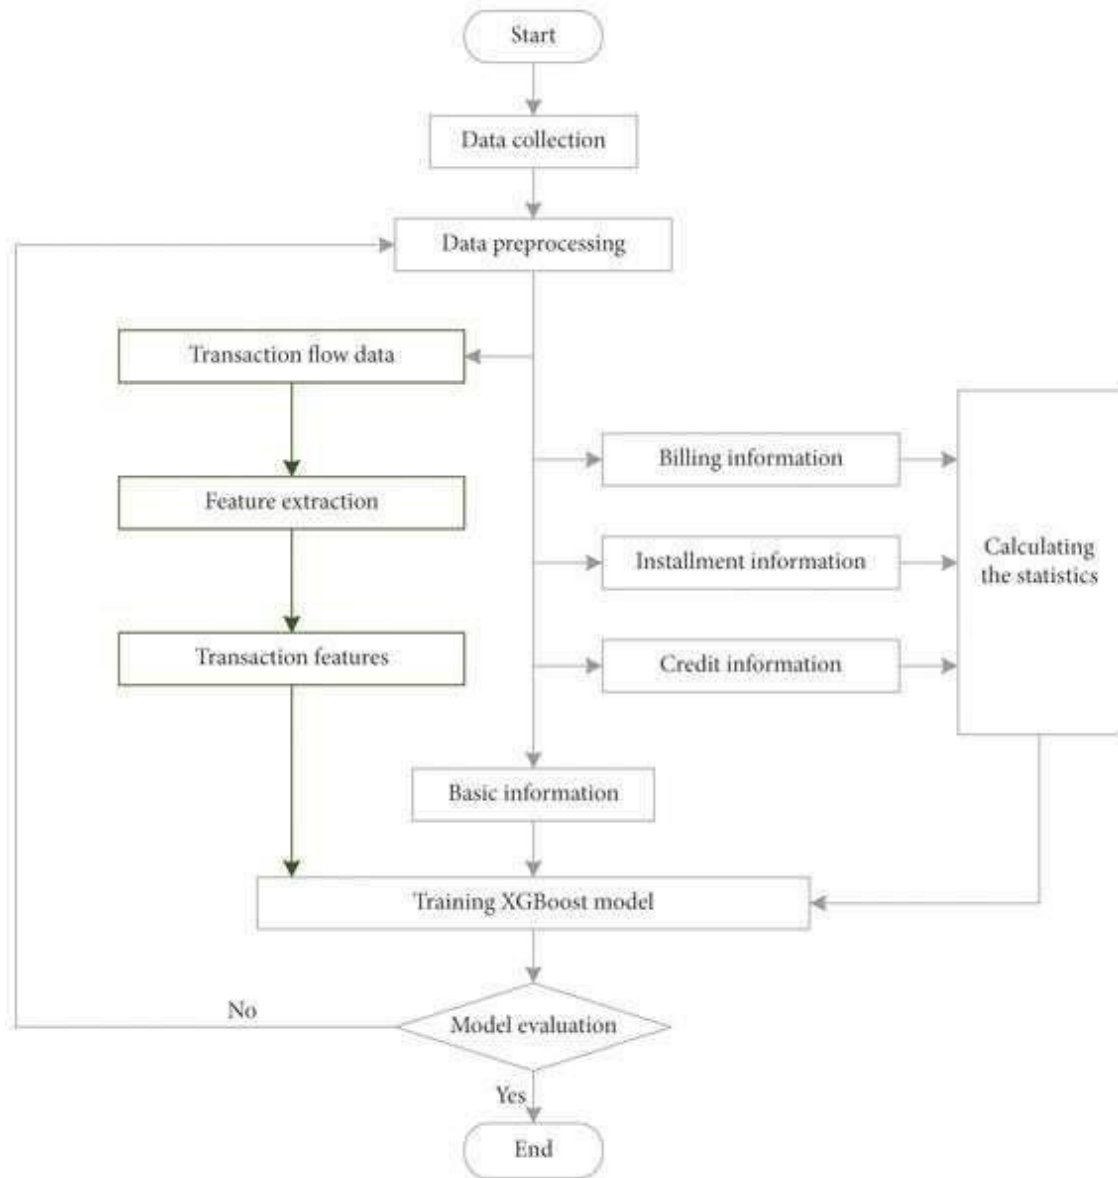 Start
Data collection
Data preprocessing
Transaction flow data
Billing information
Feature extraction
Installment information
Calculating
the statistics
Transaction features
Credit information
Basic information
Training XGBoost model
No
Model evaluation
Yes
End